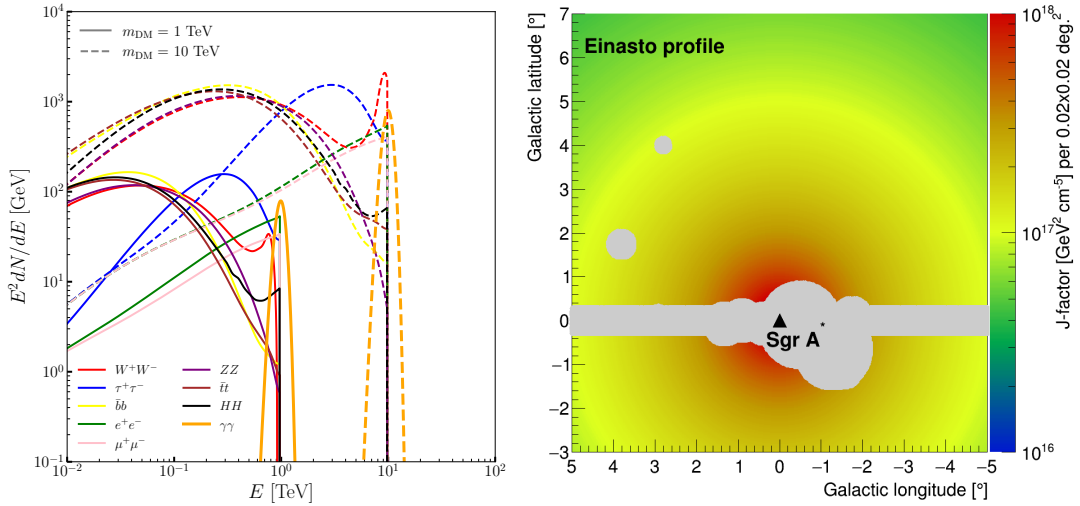 m_DM = 1 TeV
m_DM = 10 TeV
10^4
10^3
10^2
10^1
10^0
10^−1
E^2 dN/dE [GeV]
W^+W^−
τ^+τ^−
b̄b
e^+e^−
μ^+μ^−
ZZ
t̄t
HH
γγ
10^−2
10^−1
10^0
10^1
10^2
E [TeV]
Einasto profile
Galactic latitude [°]
7
6
5
4
3
2
1
0
−1
−2
−3
Sgr A*
5
4
3
2
1
0
−1
−2
−3
−4
−5
Galactic longitude [°]
10^18
10^17
10^16
J-factor [GeV^2 cm^-5] per 0.02x0.02 deg.^2